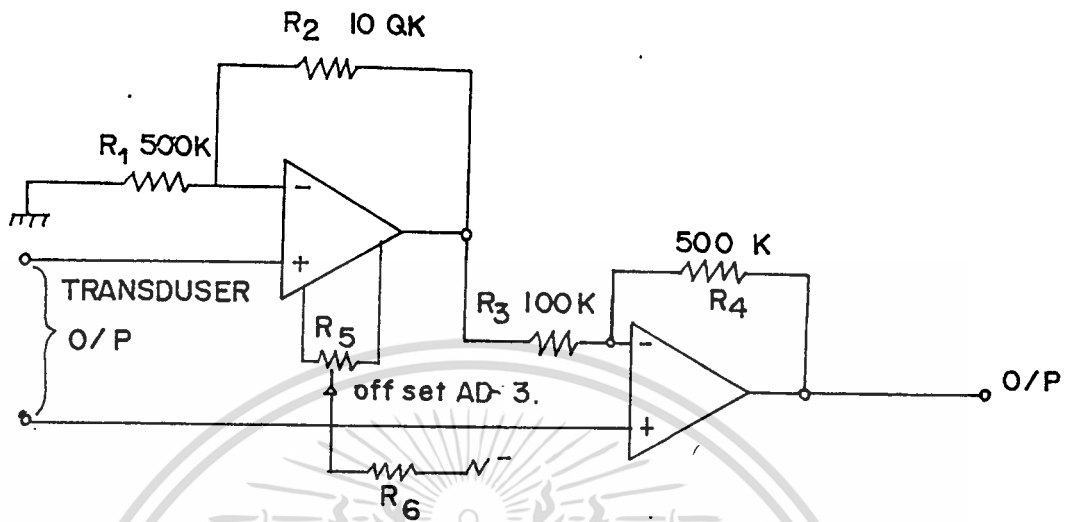 R2 10 QK
R1 500K
-
+
TRANSDUSER
O/P
R5
off set AD- 3.
R6
V -
R3 100K
500 K
R4
-
+
O/P